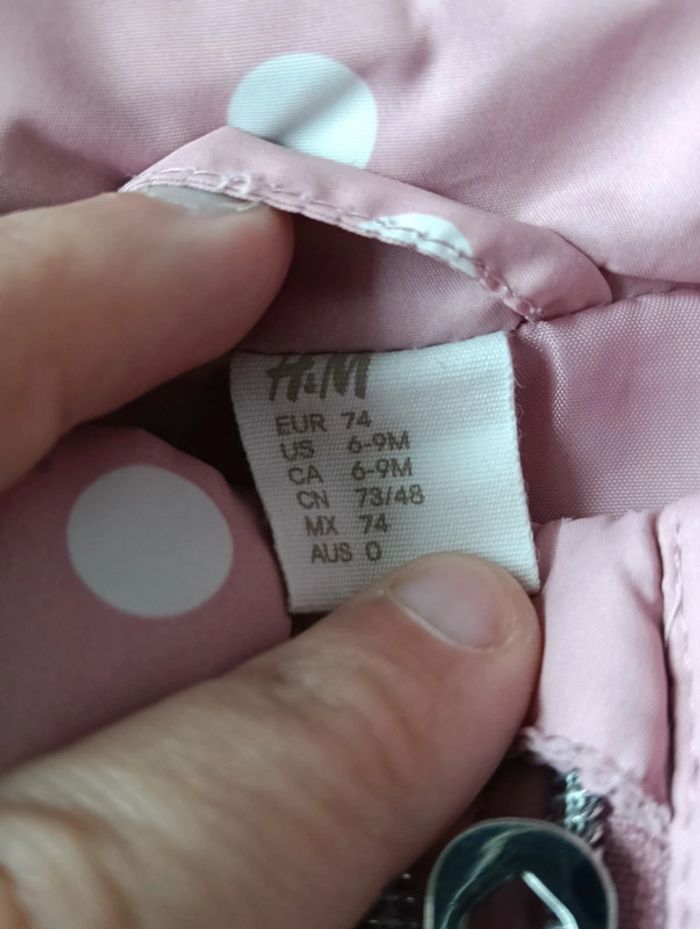 H&M
EUR 74
US 6-9M
CA 6-9M
CN 73/48
MX 74
AUS 0